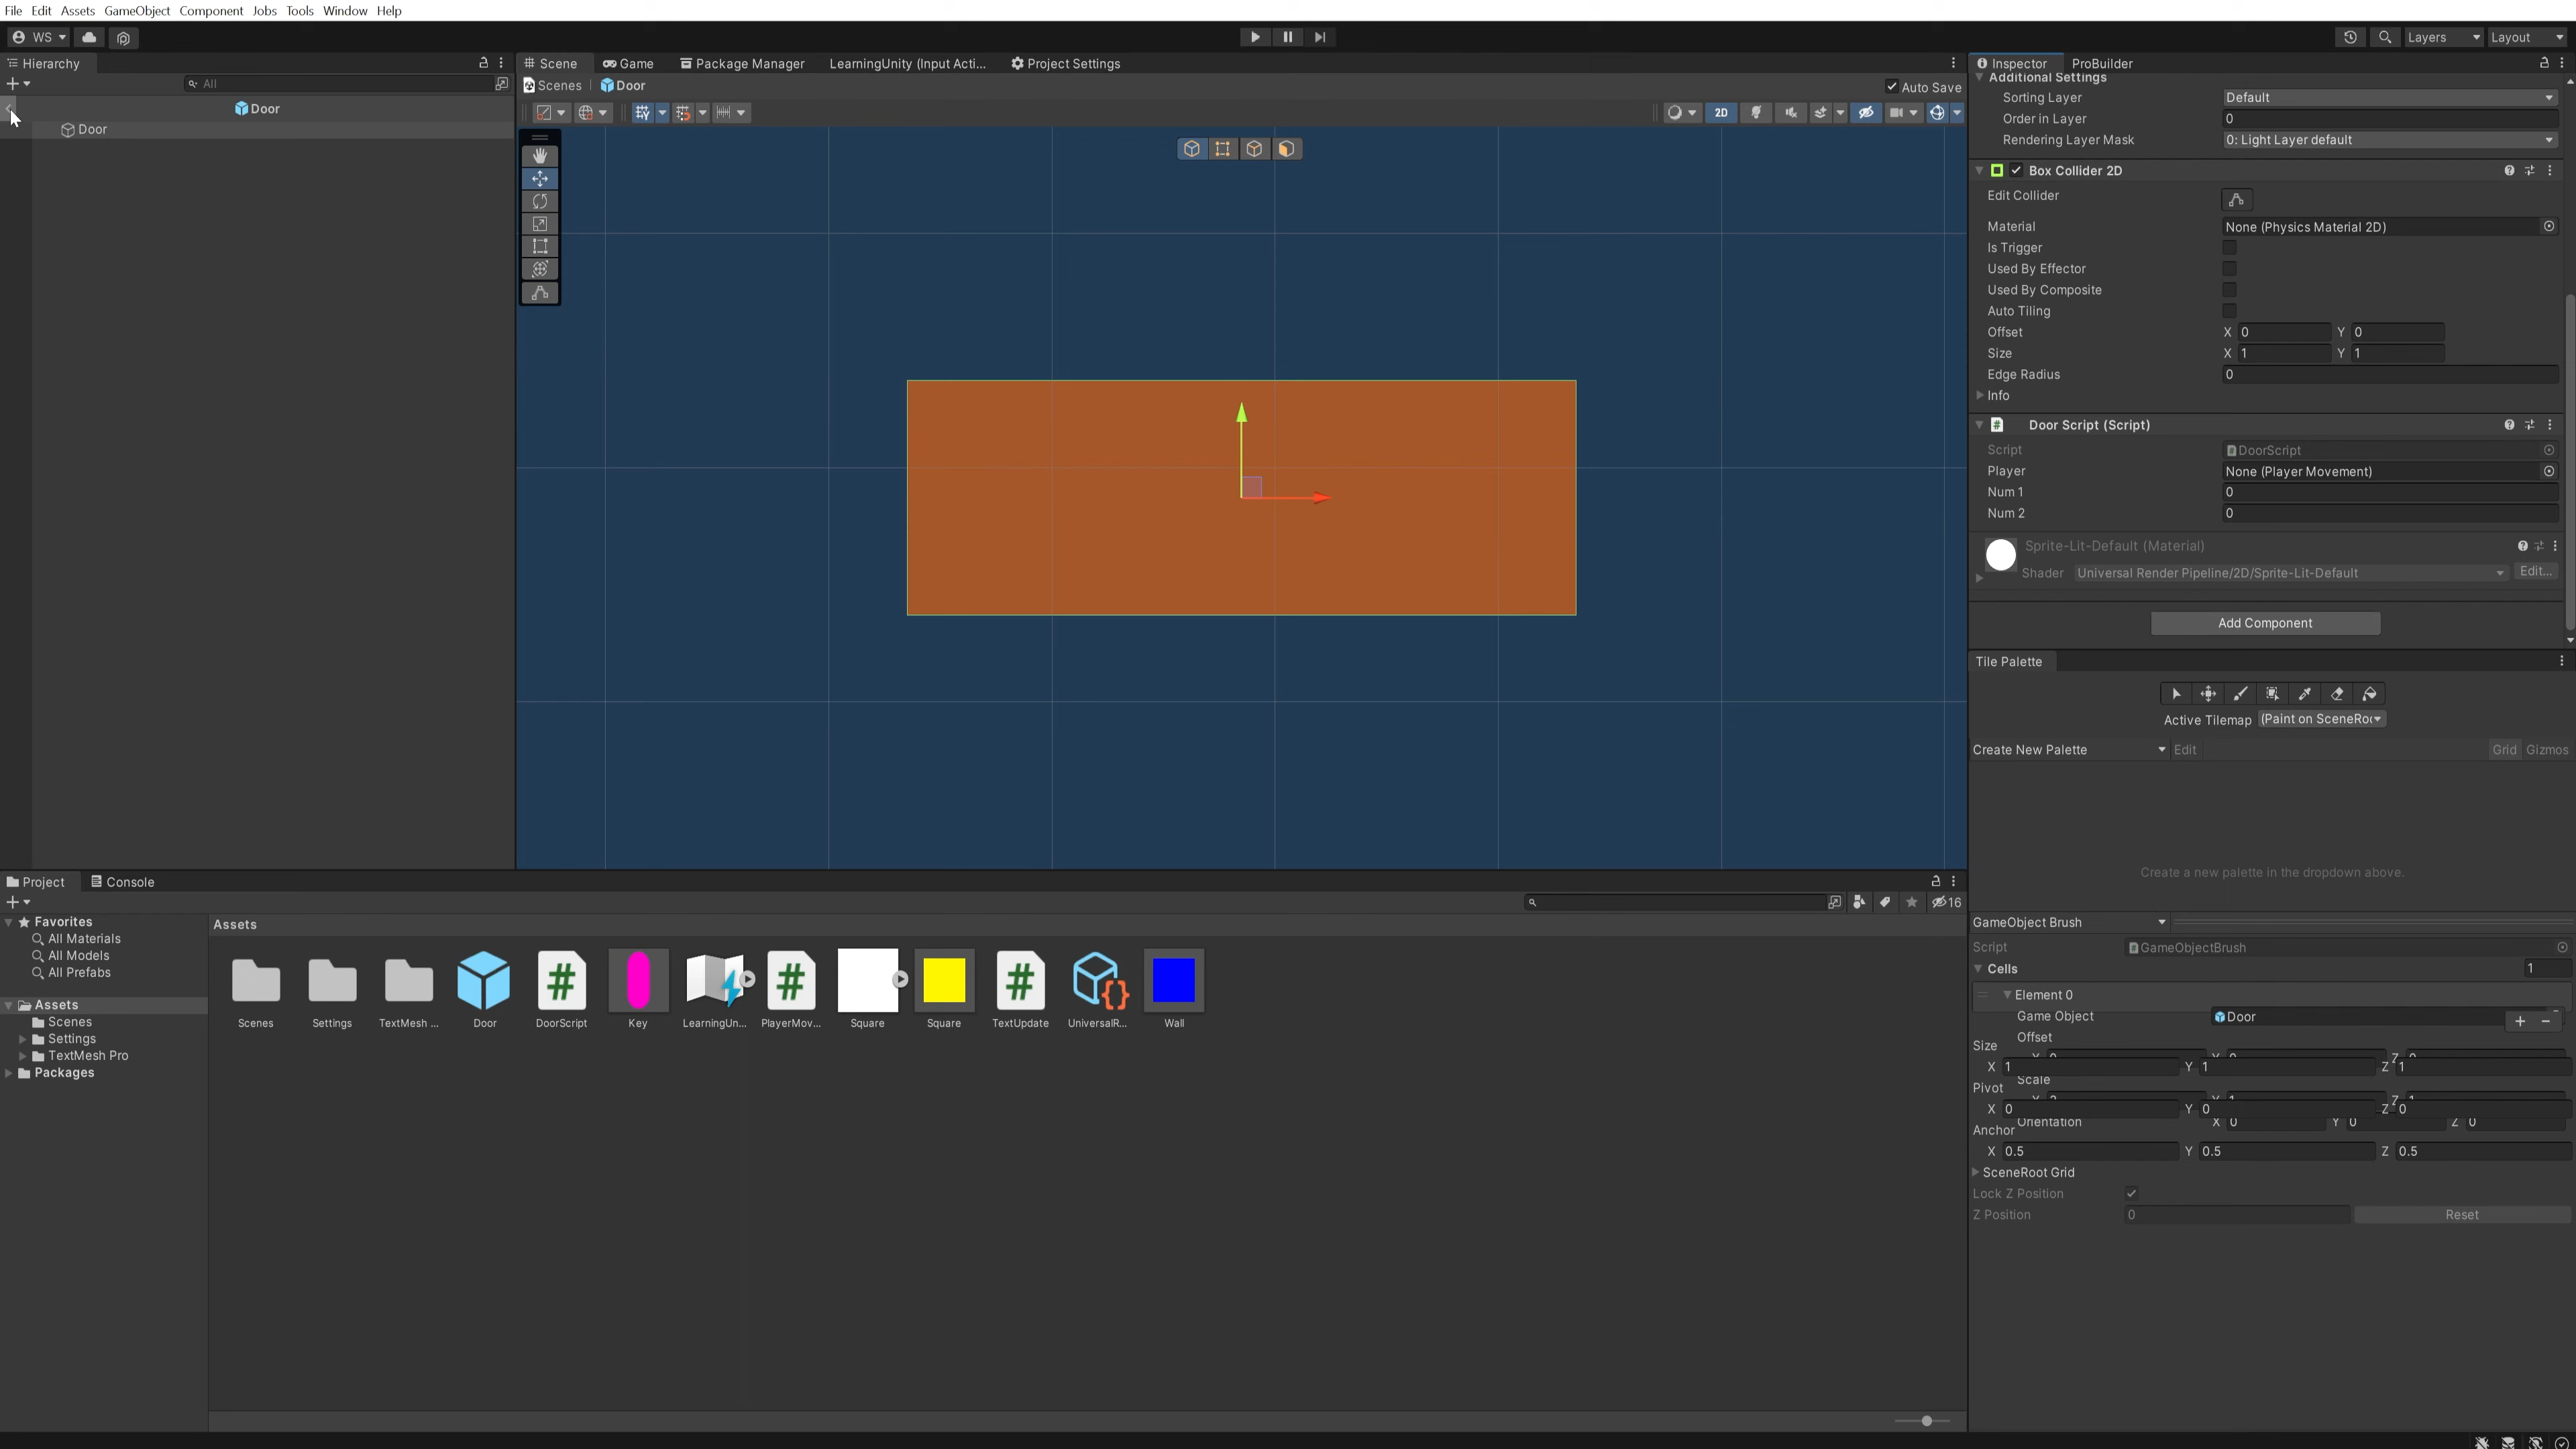 File Edit Assets GameObject Component Jobs Tools Window Help
WS Layers Layout
Hierarchy
All
Door
Door
Scene Game Package Manager LearningUnity (Input Acti... Project Settings
Scenes Door Auto Save
2D
Inspector ProBuilder
Additional Settings
Sorting Layer Default
Order in Layer 0
Rendering Layer Mask 0: Light Layer default
Box Collider 2D
Edit Collider
Material None (Physics Material 2D)
Is Trigger
Used By Effector
Used By Composite
Auto Tiling
Offset X 0 Y 0
Size X 1 Y 1
Edge Radius 0
Info
# Door Script (Script)
Script DoorScript
Player None (Player Movement)
Num 1 0
Num 2 0
Sprite-Lit-Default (Material)
Shader Universal Render Pipeline/2D/Sprite-Lit-Default Edit...
Add Component
Tile Palette
Active Tilemap (Paint on SceneRoo
Create New Palette Edit Grid Gizmos
Create a new palette in the dropdown above.
GameObject Brush
Script GameObjectBrush
Cells 1
Element 0
Game Object Door
Offset
Size
X 1 Y 1 Z 1
Scale
Pivot
X 0 Y 0 Z 0
Orientation X 0 Y 0 Z 0
Anchor
X 0.5 Y 0.5 Z 0.5
SceneRoot Grid
Lock Z Position
Z Position 0 Reset
Project Console
16
Favorites
All Materials
All Models
All Prefabs
Assets
Scenes
Settings
TextMesh Pro
Packages
Assets
Scenes Settings TextMesh ... Door DoorScript Key LearningUn... PlayerMov... Square Square TextUpdate UniversalR... Wall